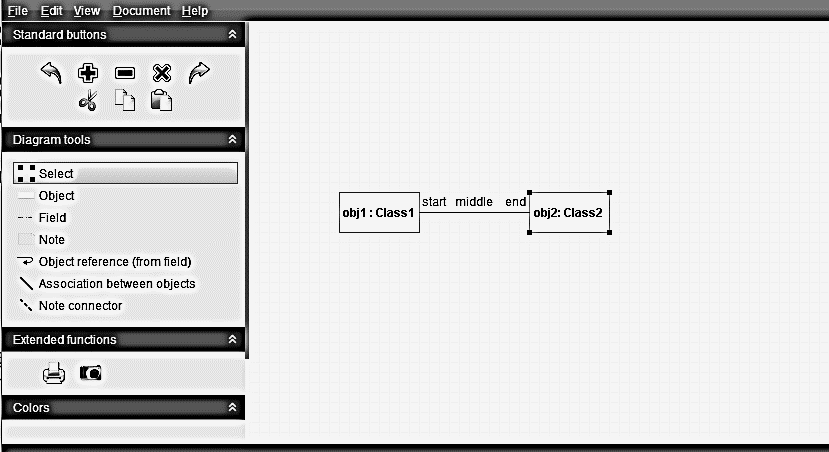 File Edit View Document Help
Standard buttons
Diagram tools
Select
Object
Field
Note
Object reference (from field)
Association between objects
Note connector
Extended functions
Colors
start middle end
obj1 : Class1
obj2: Class2